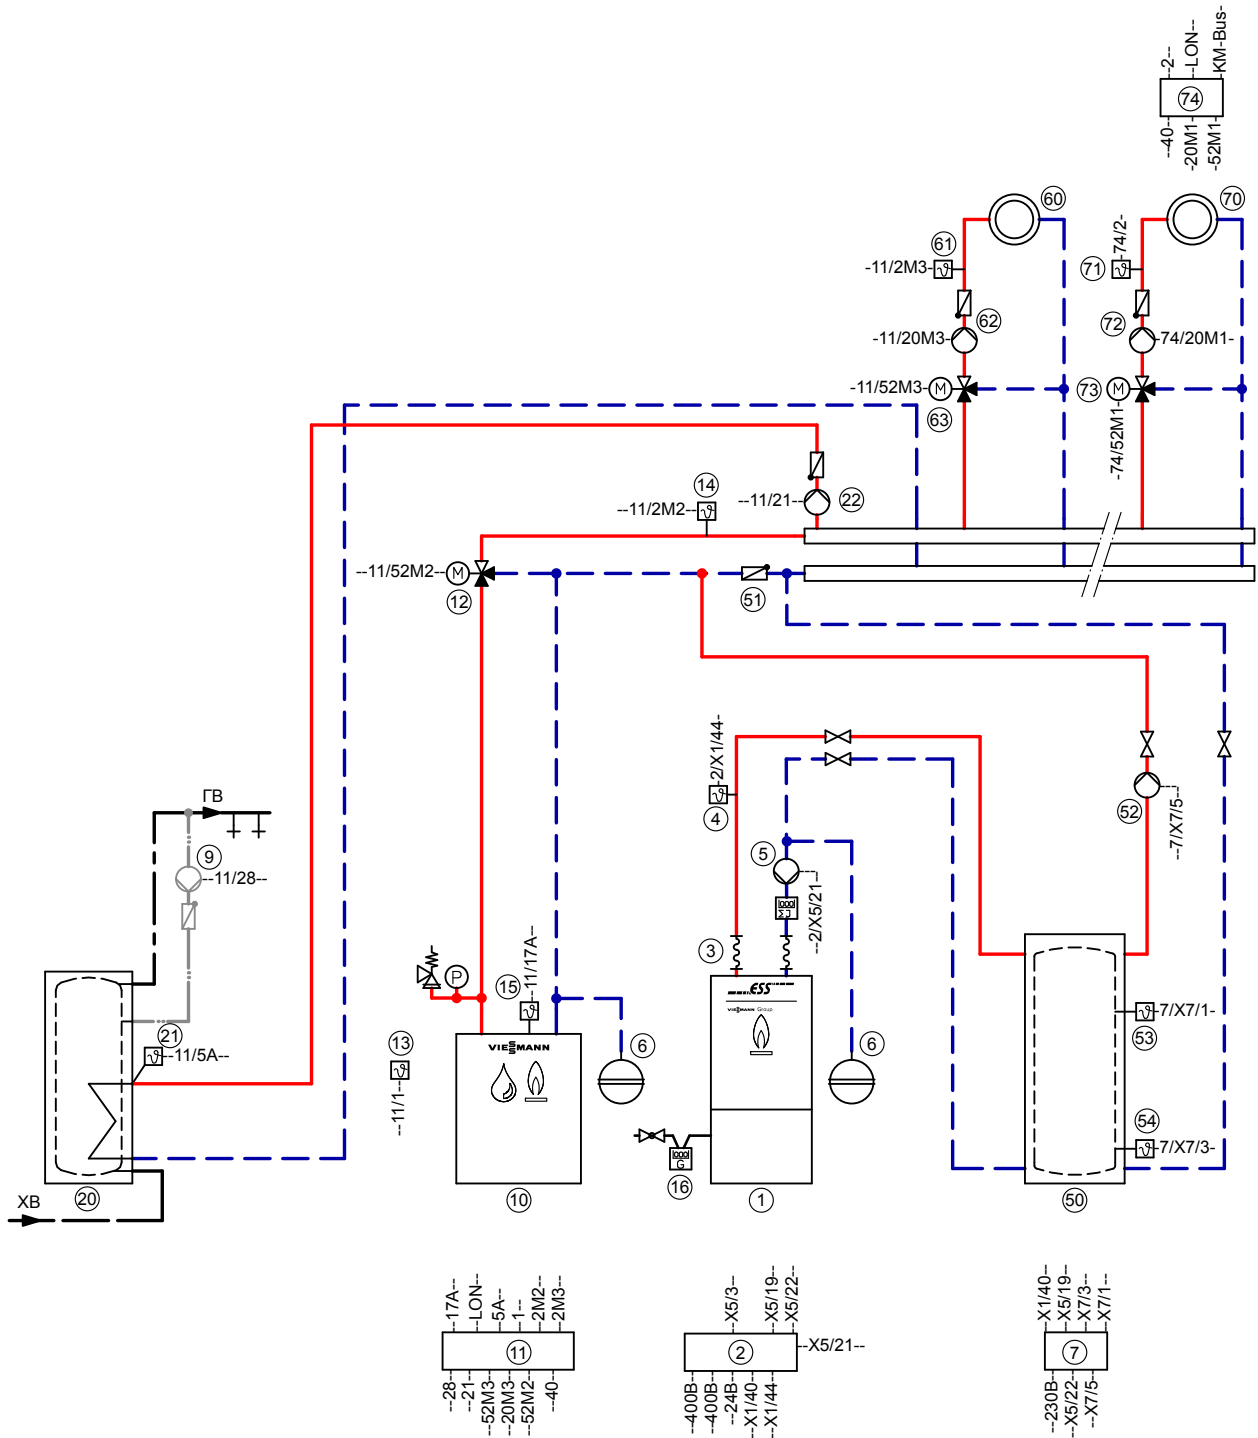 --2--
-LON--
KM-Bus-
74
--40--
-20M1-
-52M1-
60
70
61
-11/2M3-
71
-74/2-
62
72
-11/20M3-
-74/20M1-
-11/52M3-
M
73
M
63
-74/52M1-
14
--11/2M2--
--11/21--
22
--11/52M2--
M
12
51
-2/X1/44-
4
52
--7/X7/5--
ГВ
9
--11/28--
5
--2/X5/21--
3
P
15
-11/17A--
ESS
VIESMANN Group
21
--11/5A--
13
--11/1--
VIESMANN
6
6
-7/X7/1-
53
54
-7/X7/3-
G
16
20
10
1
50
ХВ
--17A--
-LON-
--5A--
--1--
--2M2--
--2M3--
11
--28--
--21--
--52M3--
--20M3--
--52M2--
--40--
--X5/3--
--X5/19--
--X5/22--
2
--X5/21--
--400B--
--400B--
--24B--
--X1/40--
--X1/44--
--X1/40--
--X5/19--
--X7/3--
--X7/1--
7
--230B--
--X5/22--
--X7/5--